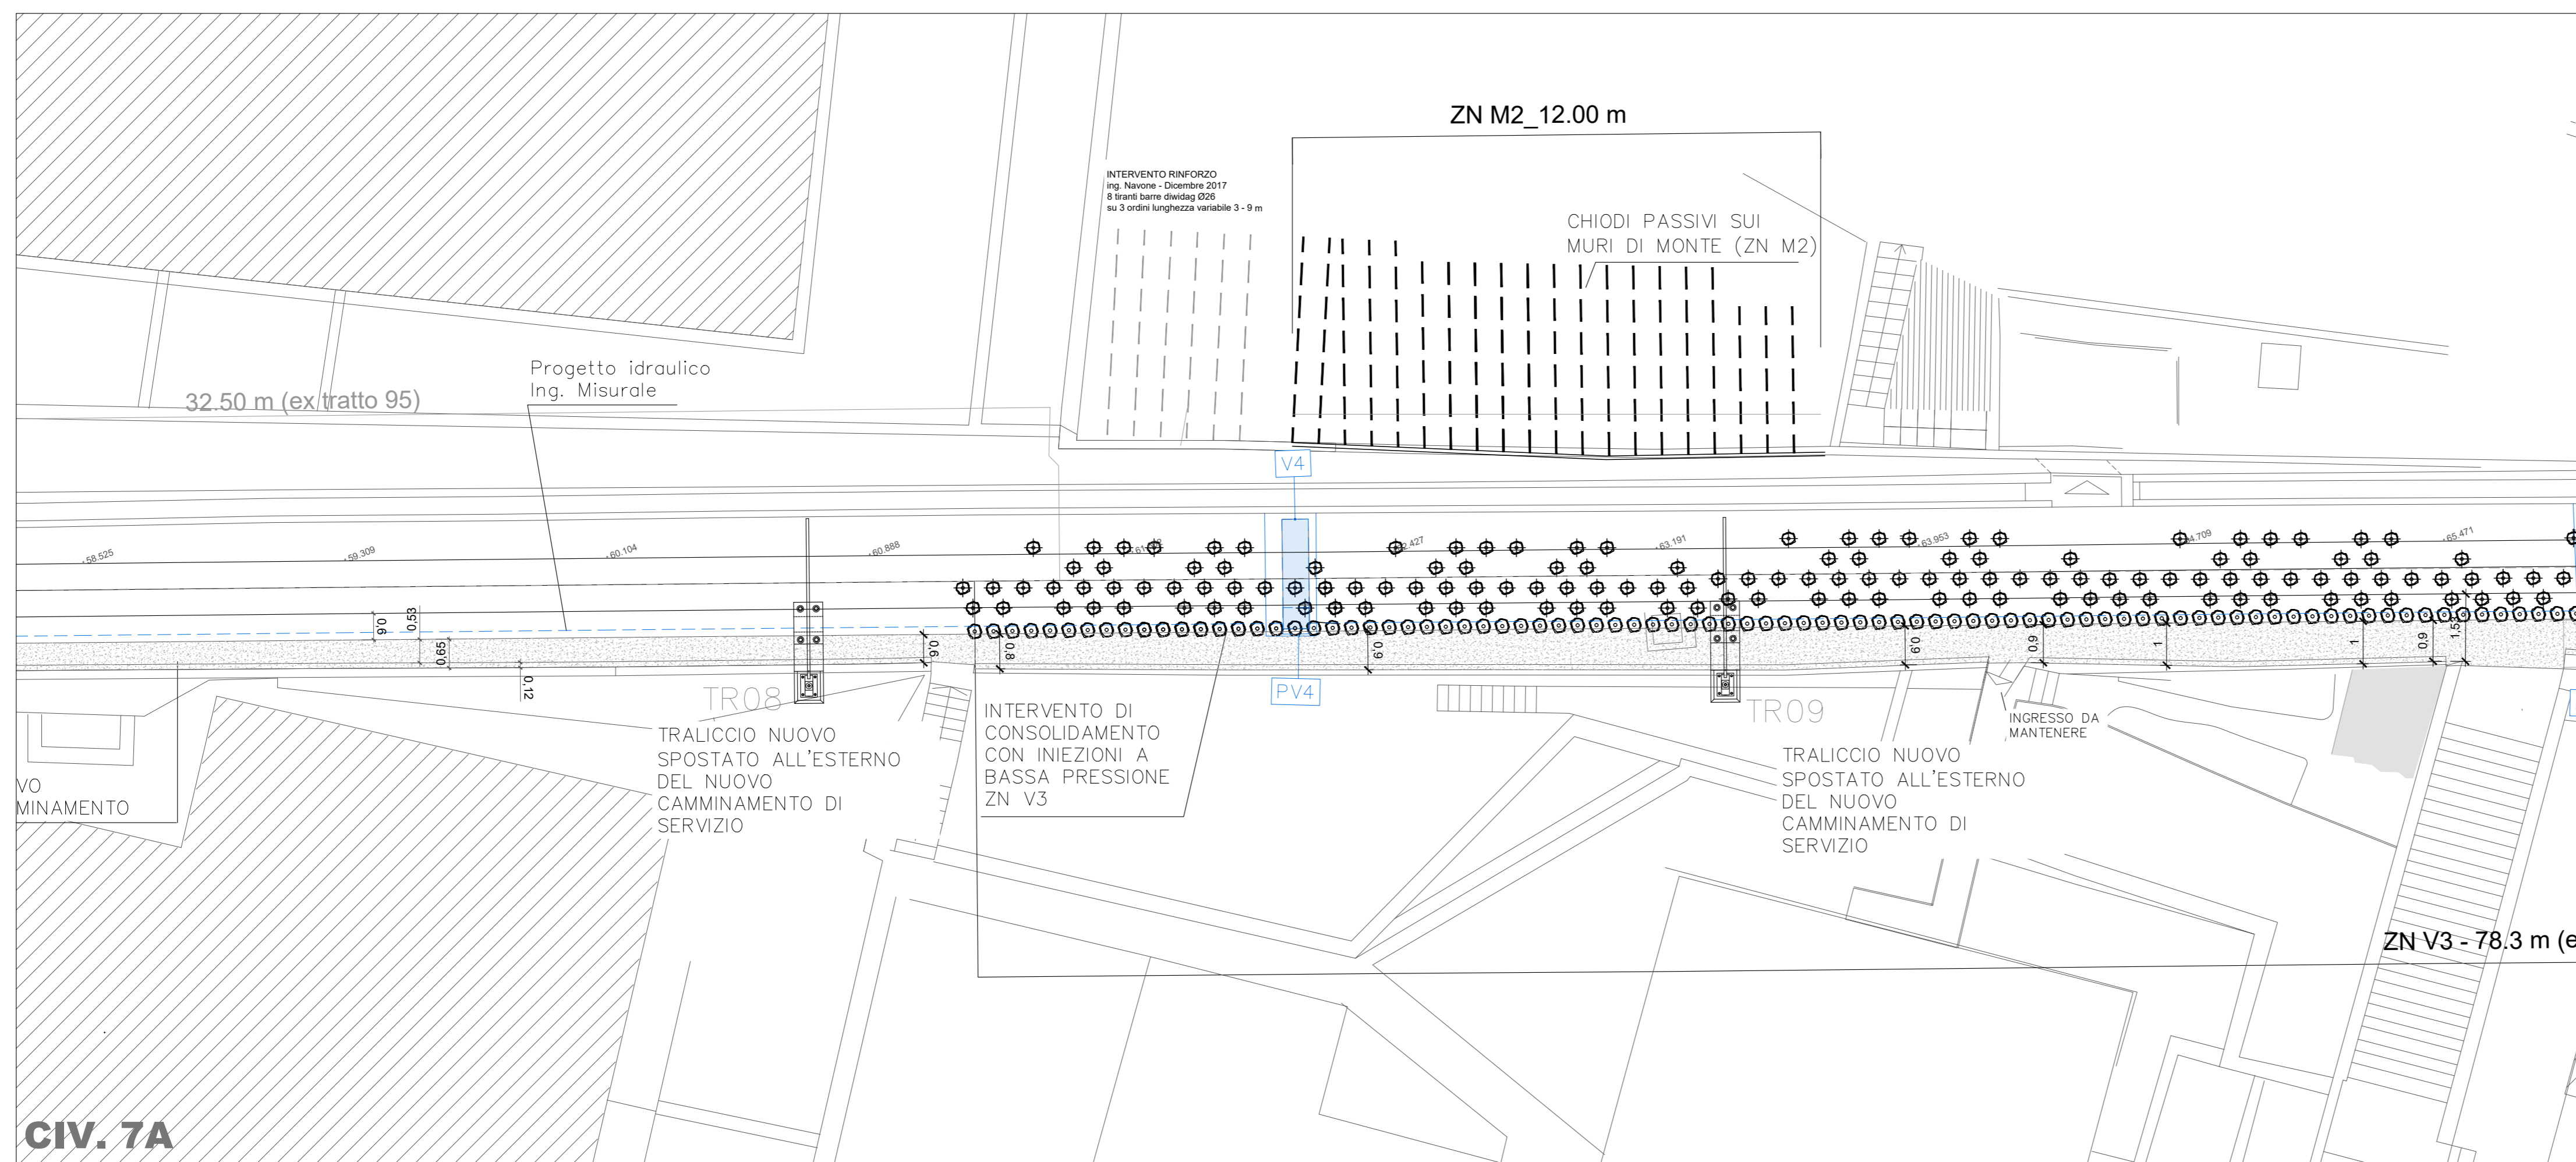 ZN M2_12.00 m
INTERVENTO RINFORZO
ing. Navone - Dicembre 2017
8 tiranti barre diwidag Ø26
su 3 ordini lunghezza variabile 3 - 9 m
CHIODI PASSIVI SUI
MURI DI MONTE (ZN M2)
Progetto idraulico
Ing. Misurale
32.50 m (ex tratto 95)
V4
58.525
59.309
60.104
60.888
63.191
63.953
65.471
0.6
0,53
0,65
0,12
0,6
0,8
0,9
0,9
0,9
1
1
0,9
1,53
PV4
TR08
TRALICCIO NUOVO
SPOSTATO ALL'ESTERNO
DEL NUOVO
CAMMINAMENTO DI
SERVIZIO
INTERVENTO DI
CONSOLIDAMENTO
CON INIEZIONI A
BASSA PRESSIONE
ZN V3
TR09
TRALICCIO NUOVO
SPOSTATO ALL'ESTERNO
DEL NUOVO
CAMMINAMENTO DI
SERVIZIO
INGRESSO DA
MANTENERE
VO
MINAMENTO
ZN V3 - 78.3 m (e
CIV. 7A